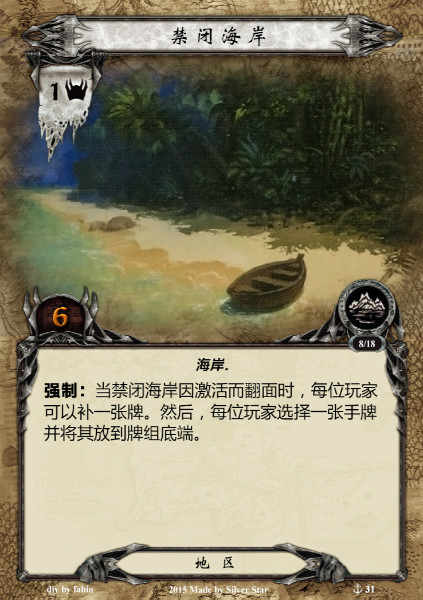 禁闭海岸
1
6
8/18
海岸.
强制：当禁闭海岸因激活而翻面时，每位玩家
可以补一张牌。然后，每位玩家选择一张手牌
并将其放到牌组底端。
地区
diy by fabio
2015 Made by Silver Star
31